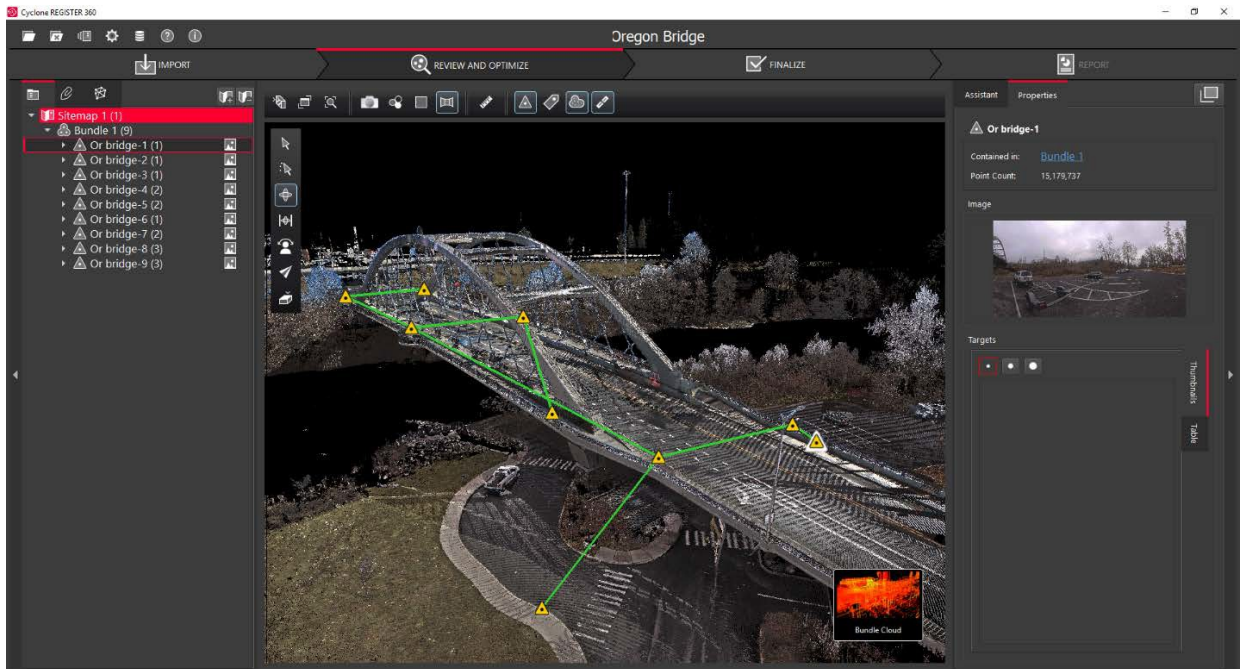 Cyclone REGISTER 360
Oregon Bridge
IMPORT
REVIEW AND OPTIMIZE
FINALIZE
REPORT
Sitemap 1 (1)
Bundle 1 (9)
Or bridge-1 (1)
Or bridge-2 (1)
Or bridge-3 (1)
Or bridge-4 (2)
Or bridge-5 (2)
Or bridge-6 (1)
Or bridge-7 (2)
Or bridge-8 (3)
Or bridge-9 (3)
Bundle Cloud
Assistant Properties
Or bridge-1
Contained in: Bundle 1
Point Count: 15,179,737
Image
Targets
Thumbnails
Table